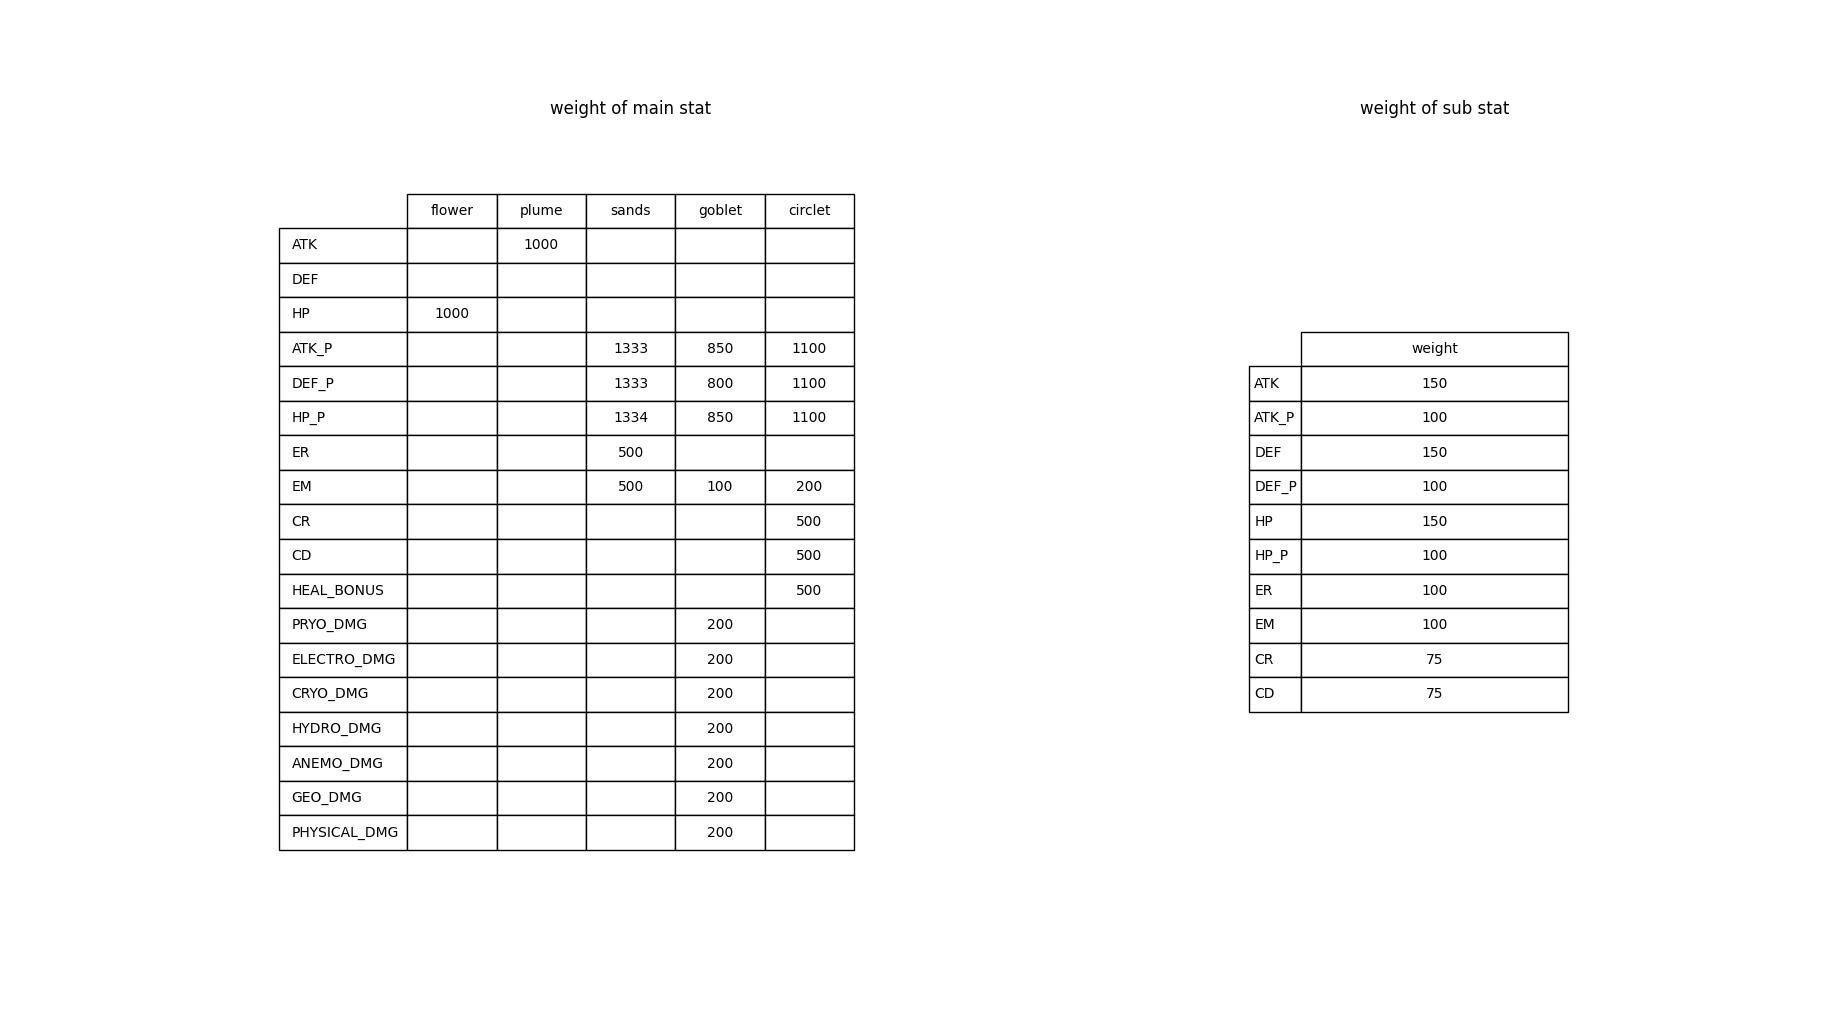 weight of main stat
weight of sub stat
flower plume sands goblet circlet
ATK 1000
DEF
HP 1000
ATK_P 1333 850 1100
DEF_P 1333 800 1100
HP_P 1334 850 1100
ER 500
EM 500 100 200
CR 500
CD 500
HEAL_BONUS 500
PRYO_DMG 200
ELECTRO_DMG 200
CRYO_DMG 200
HYDRO_DMG 200
ANEMO_DMG 200
GEO_DMG 200
PHYSICAL_DMG 200
weight
ATK 150
ATK_P 100
DEF 150
DEF_P 100
HP 150
HP_P 100
ER 100
EM 100
CR 75
CD 75